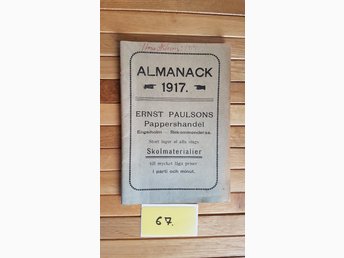 ALMANACK
1917.
ERNST PAULSONS
Pappershandel
Engelholm - Rekommenderas.
Stort lager af alla slags
Skolmaterialier
till mycket låga priser
i parti och minut.
67.